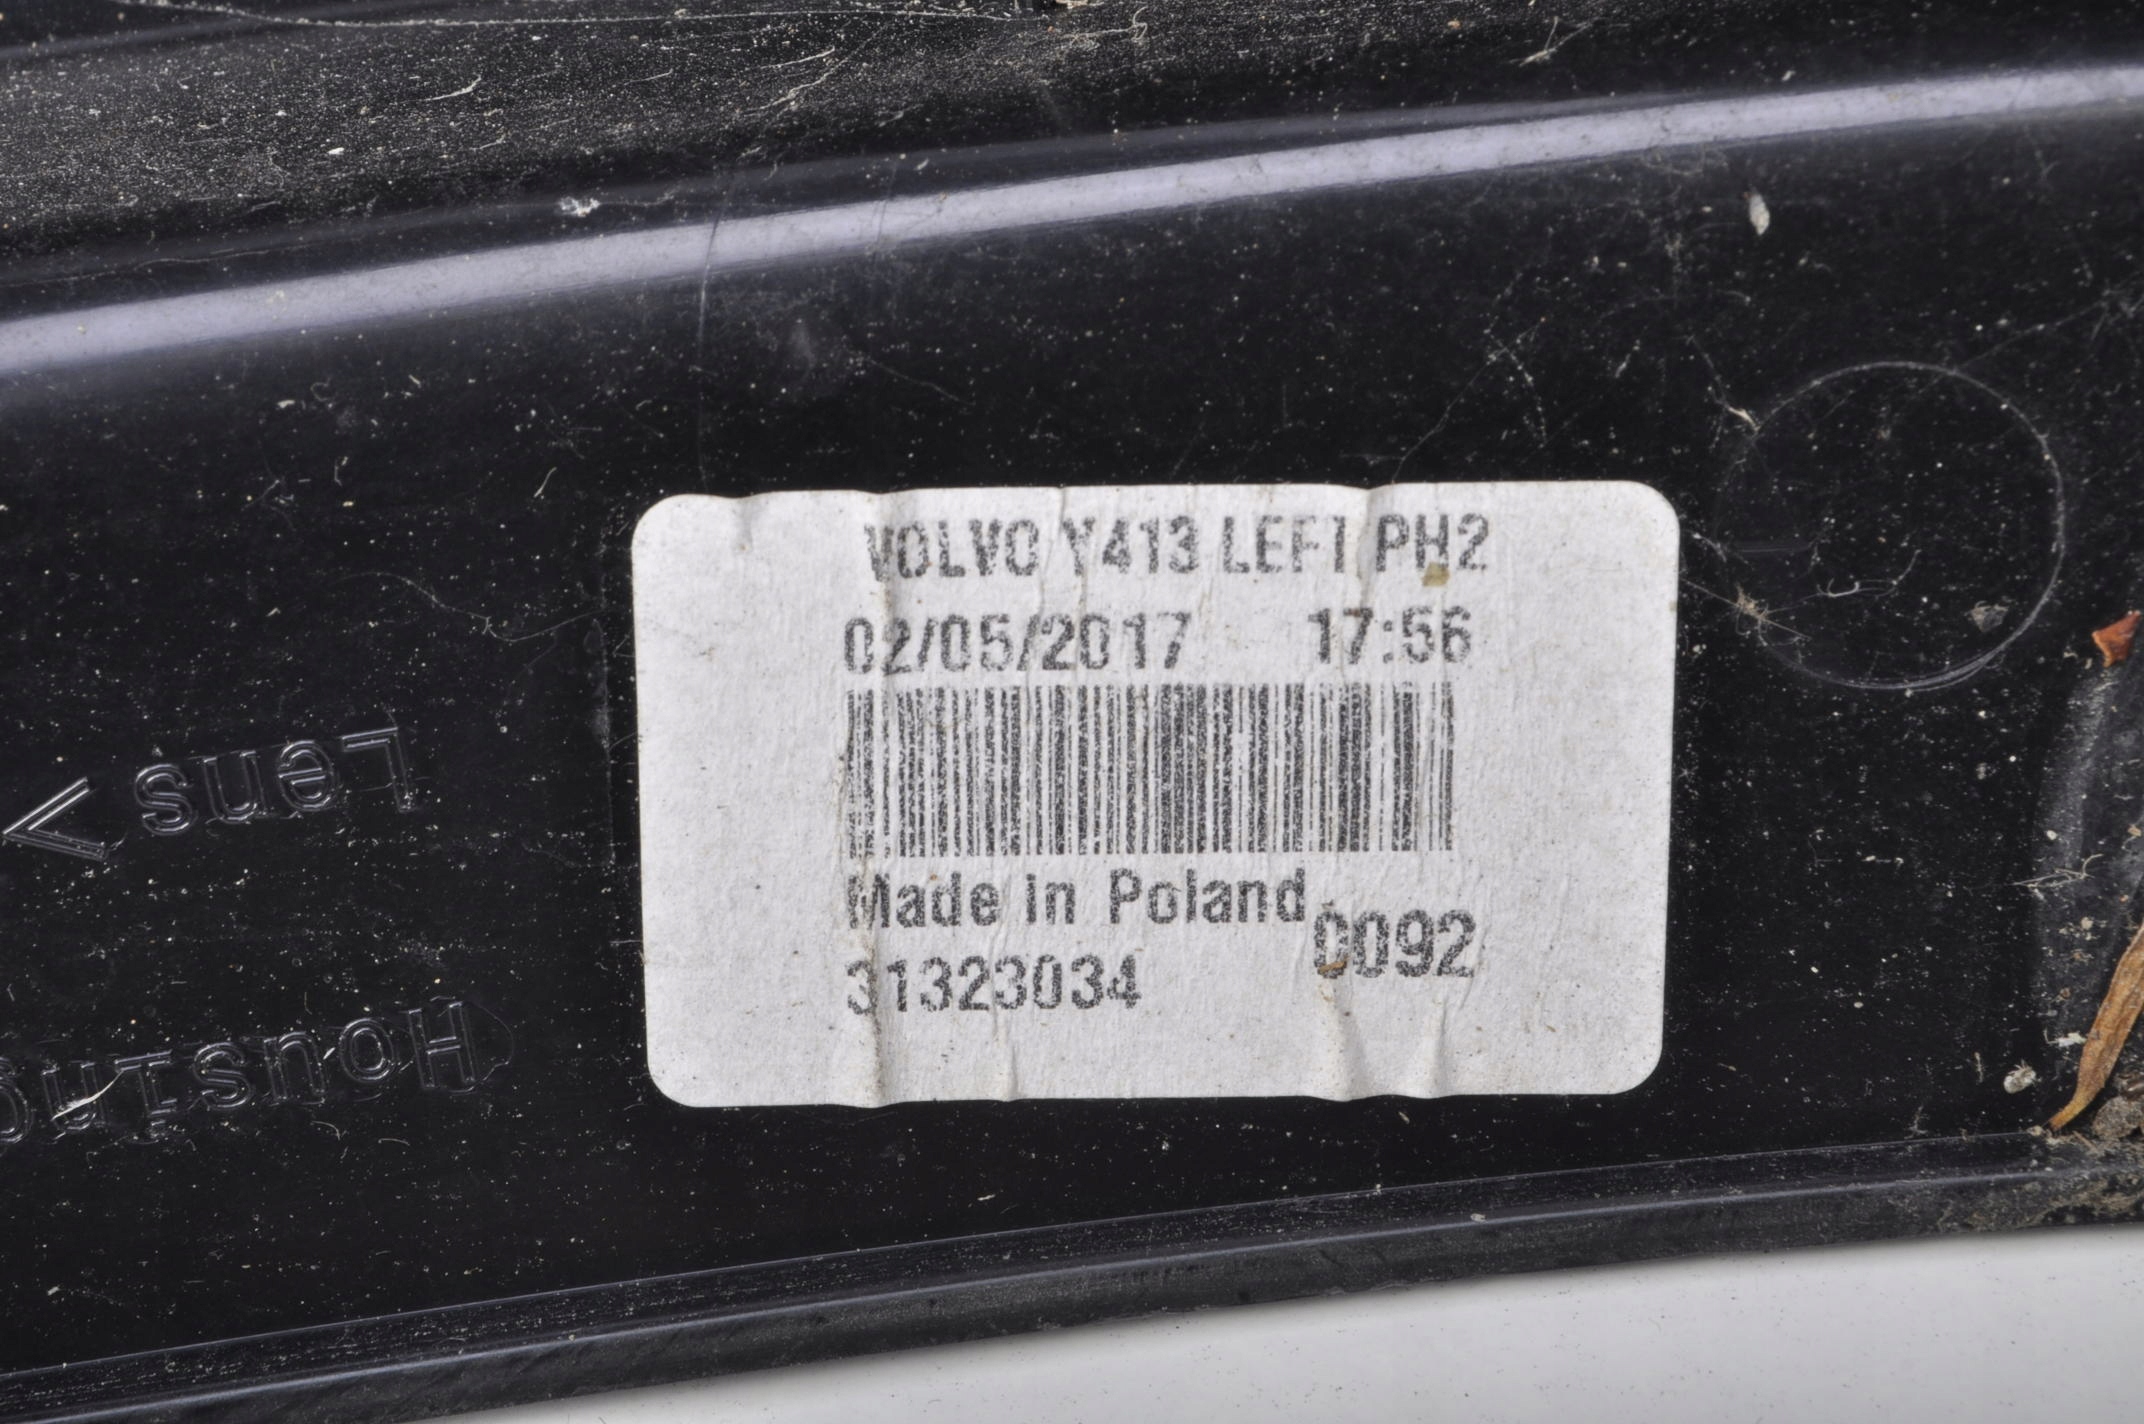 VOLVO Y413 LEFT PH2
02/05/2017 17:56
Made in Poland
0092
31323034
Lens >
Housing